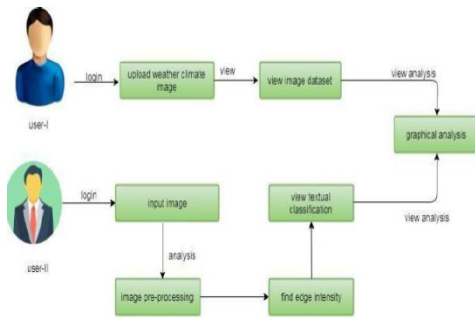 login
upload weather climate
image
view
view image dataset
view analysis
user-I
graphical analysis
login
input image
view textual
classification
view analysis
analysis
user-II
image pre-processing
find edge intensity